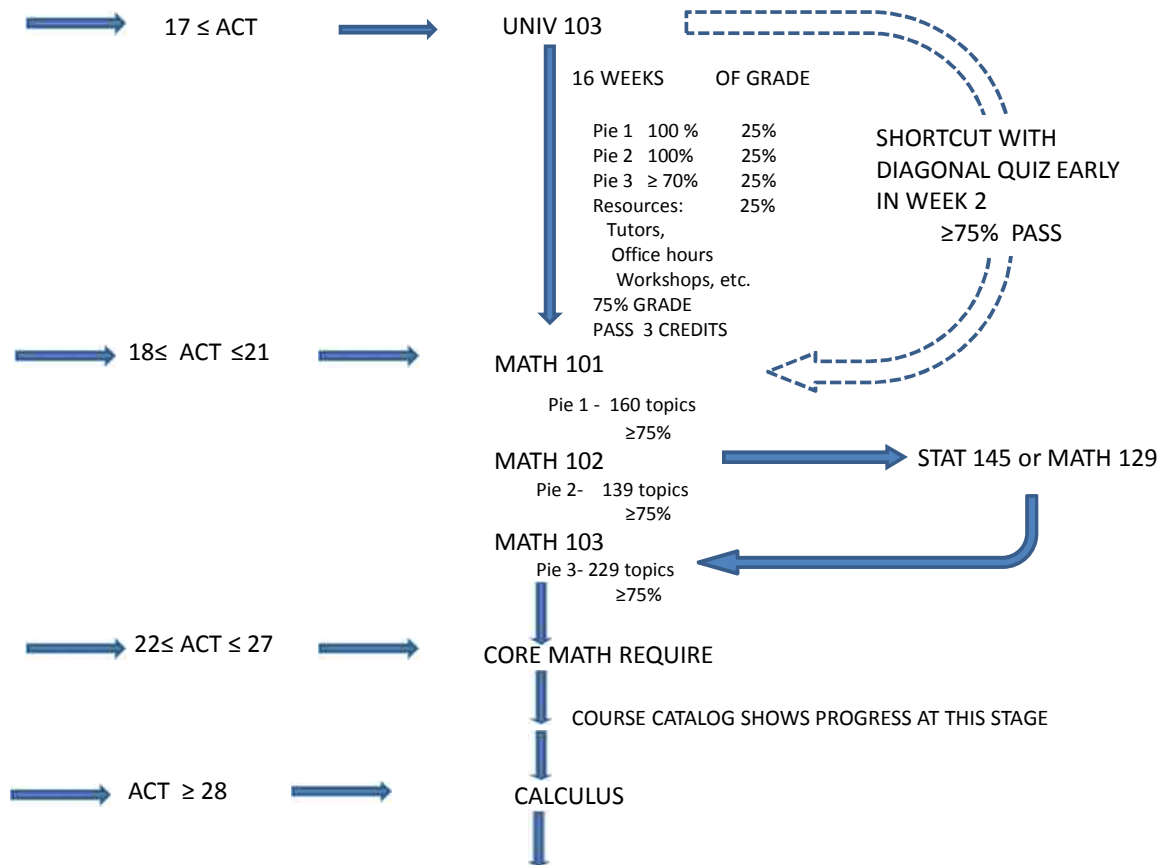 17 ≤ ACT
UNIV 103
16 WEEKS OF GRADE
Pie 1 100 % 25%
Pie 2 100% 25%
Pie 3 ≥ 70% 25%
Resources: 25%
Tutors,
Office hours
Workshops, etc.
75% GRADE
PASS 3 CREDITS
SHORTCUT WITH
DIAGONAL QUIZ EARLY
IN WEEK 2
≥75% PASS
18≤ ACT ≤21
MATH 101
Pie 1 - 160 topics
≥75%
MATH 102
STAT 145 or MATH 129
Pie 2- 139 topics
≥75%
MATH 103
Pie 3- 229 topics
≥75%
22≤ ACT ≤ 27
CORE MATH REQUIRE
COURSE CATALOG SHOWS PROGRESS AT THIS STAGE
ACT ≥ 28
CALCULUS